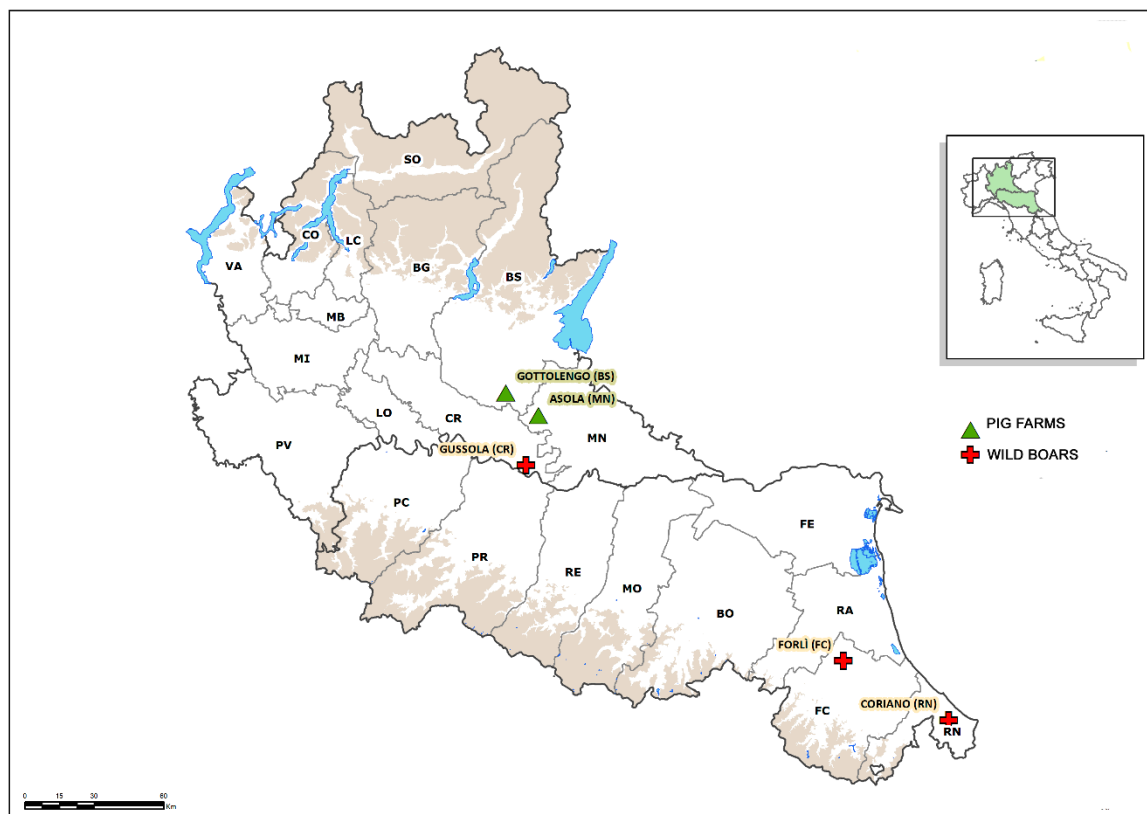 SO
CO
LC
VA
BG
BS
MB
MI
GOTTOLENGO (BS)
ASOLA (MN)
LO
CR
MN
PIG FARMS
PV
GUSSOLA (CR)
WILD BOARS
PC
FE
PR
RE
MO
BO
RA
FORLÌ (FC)
CORIANO (RN)
FC
RN
0 15 30 60
Km